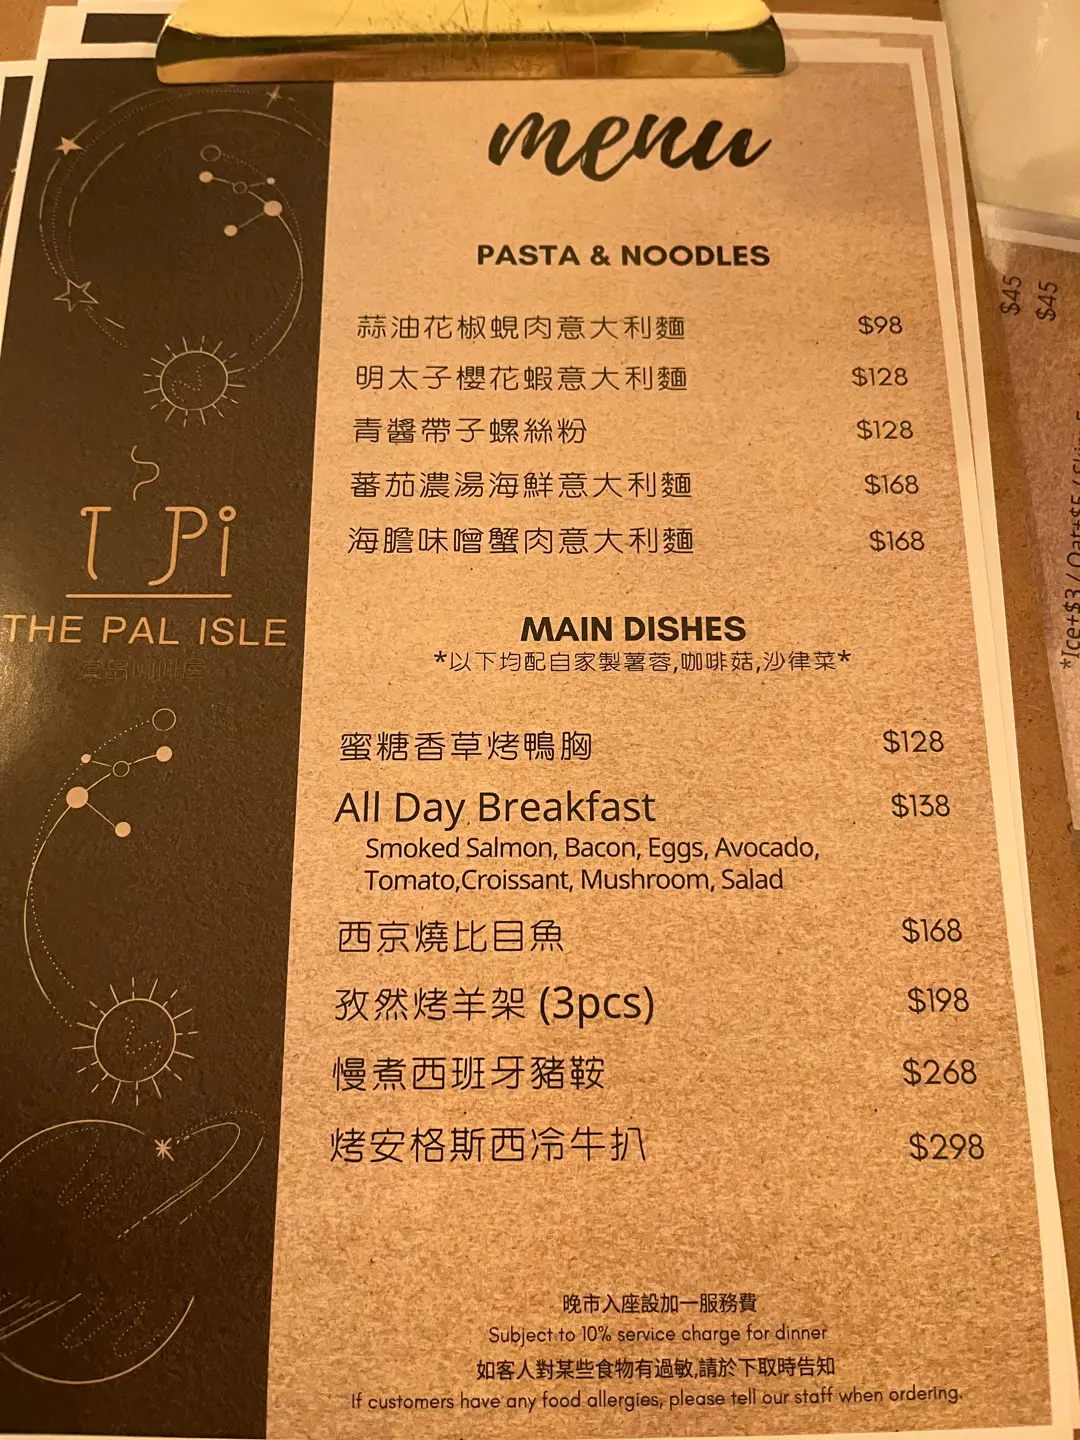 menu
PASTA & NOODLES
蒜油花椒蜆肉意大利麵 $98
明太子櫻花蝦意大利麵 $128
青醬帶子螺絲粉 $128
蕃茄濃湯海鮮意大利麵 $168
海膽味噌蟹肉意大利麵 $168
MAIN DISHES
*以下均配自家製薯蓉,咖啡菇,沙律菜*
蜜糖香草烤鴨胸 $128
All Day Breakfast $138
Smoked Salmon, Bacon, Eggs, Avocado,
Tomato,Croissant, Mushroom, Salad
西京燒比目魚 $168
孜然烤羊架 (3pcs) $198
慢煮西班牙豬鞍 $268
烤安格斯西冷牛扒 $298
晚市入座設加一服務費
Subject to 10% service charge for dinner
如客人對某些食物有過敏,請於下取時告知
If customers have any food allergies, please tell our staff when ordering.
T Pi
THE PAL ISLE
$45
$45
*Ice+$3/ Oat+$5/